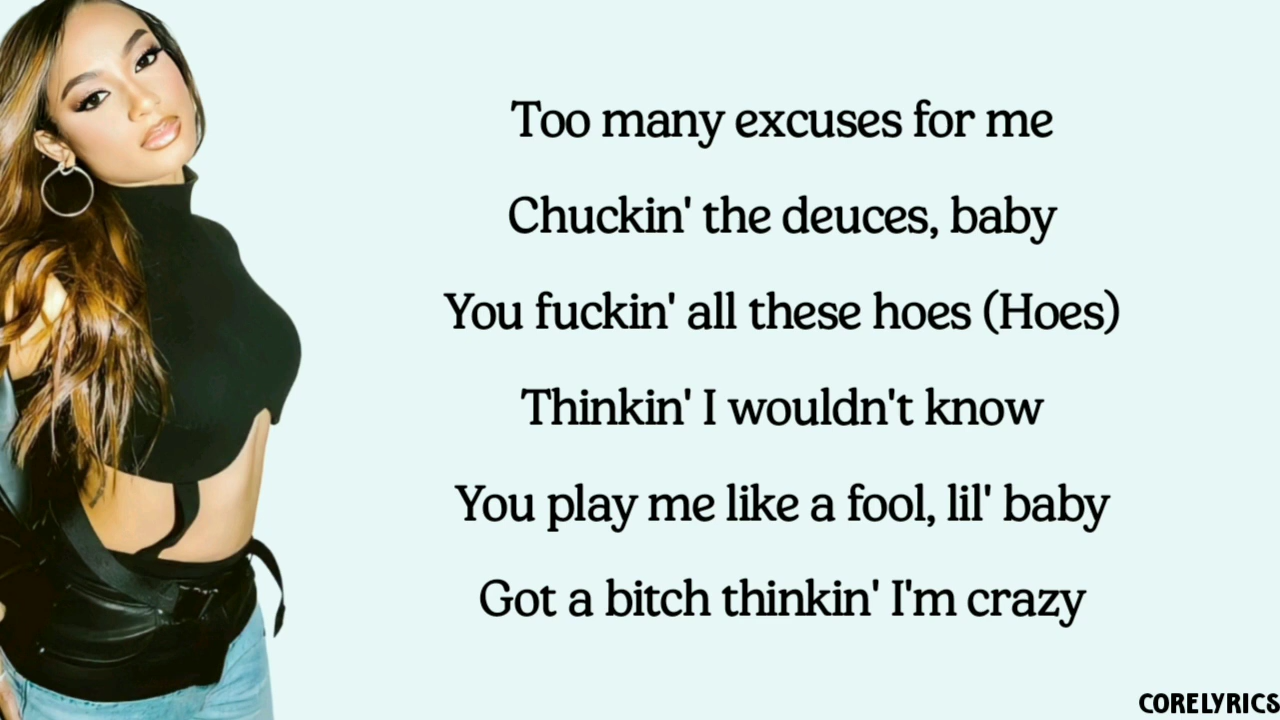 Too many excuses for me
Chuckin' the deuces, baby
You fuckin' all these hoes (Hoes)
Thinkin' I wouldn't know
You play me like a fool, lil' baby
Got a bitch thinkin' I'm crazy
CORELYRICS